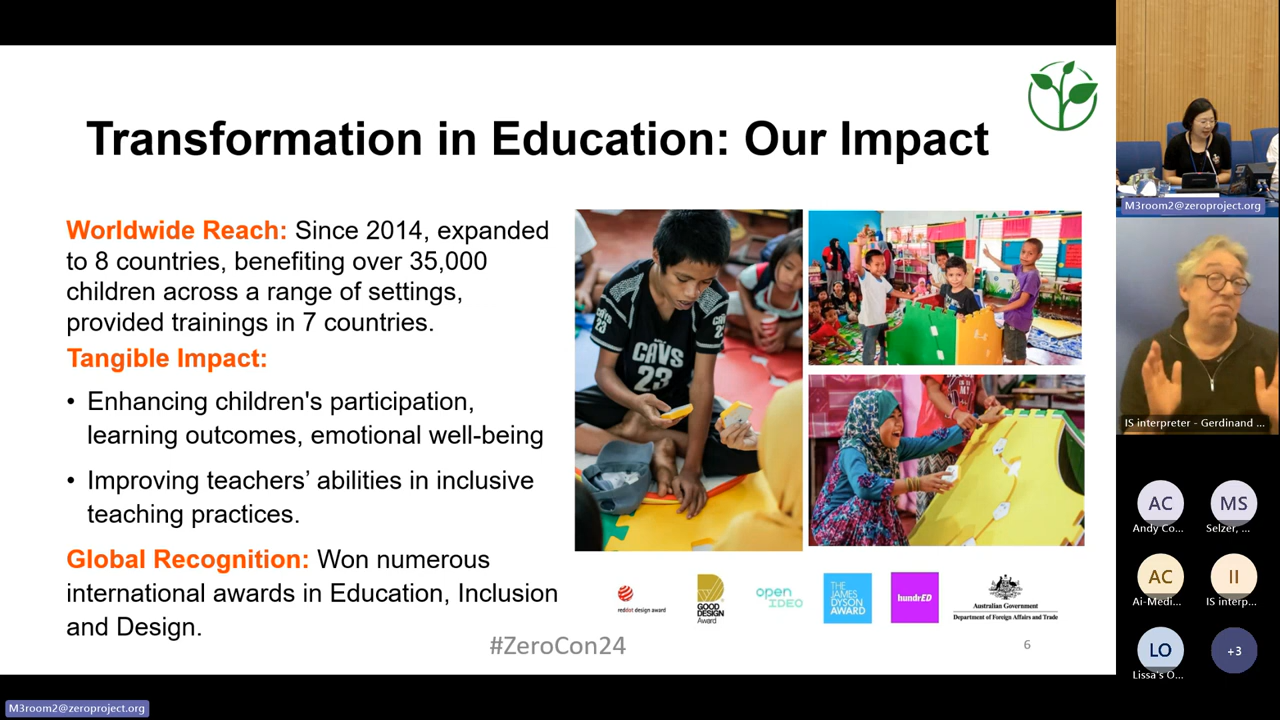 Transformation in Education: Our Impact
Worldwide Reach: Since 2014, expanded
to 8 countries, benefiting over 35,000
children across a range of settings,
provided trainings in 7 countries.
Tangible Impact:
• Enhancing children's participation,
learning outcomes, emotional well-being
• Improving teachers’ abilities in inclusive
teaching practices.
Global Recognition: Won numerous
international awards in Education, Inclusion
and Design.
CAVS
23
reddot design award
GOOD
DESIGN
Award
open
IDEO
THE
JAMES
DYSON
AWARD
hundrED
Australian Government
Department of Foreign Affairs and Trade
#ZeroCon24
6
M3room2@zeroproject.org
IS interpreter - Gerdinand ...
AC
Andy Co...
MS
Selzer, ...
AC
Ai-Medi...
II
IS interp...
LO
Lissa's O...
+3
M3room2@zeroproject.org